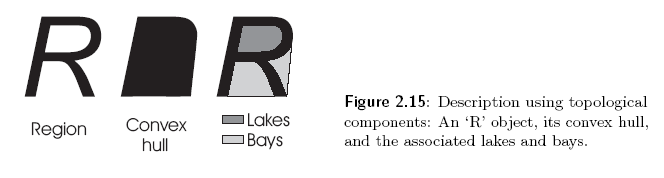 R R
Region
Convex
hull
Lakes
Bays
Figure 2.15: Description using topological
components: An ‘R’ object, its convex hull,
and the associated lakes and bays.